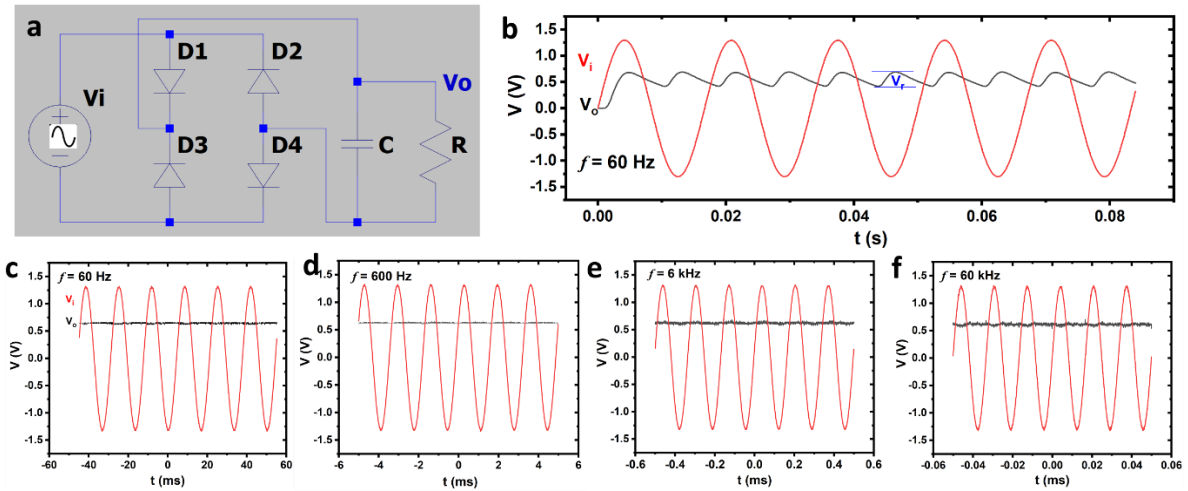 a
D1
D2
Vi
Vo
D3
D4
C
R
b
V (V)
1.5
1.0
0.5
0.0
-0.5
-1.0
-1.5
Vi
Vo
Vr
f = 60 Hz
0.00
0.02
0.04
0.06
0.08
t (s)
c
f = 60 Hz
Vi
Vo
V (V)
1.5
1.0
0.5
0.0
-0.5
-1.0
-1.5
-60
-40
-20
0
20
40
60
t (ms)
d
f = 600 Hz
V (V)
1.5
1.0
0.5
0.0
-0.5
-1.0
-1.5
-6
-4
-2
0
2
4
6
t (ms)
e
f = 6 kHz
V (V)
1.5
1.0
0.5
0.0
-0.5
-1.0
-1.5
-0.6
-0.4
-0.2
0.0
0.2
0.4
0.6
t (ms)
f
f = 60 kHz
V (V)
1.5
1.0
0.5
0.0
-0.5
-1.0
-1.5
-0.06
-0.04
-0.02
0.00
0.02
0.04
0.06
t (ms)